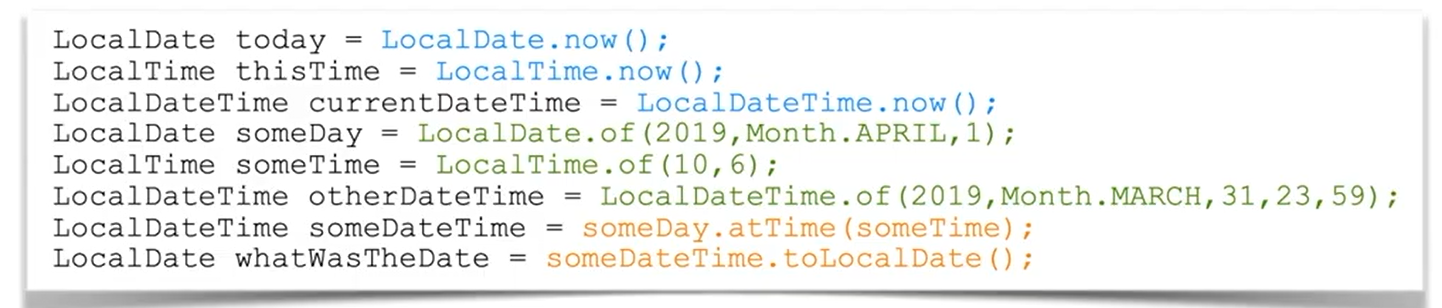 LocalDate today = LocalDate.now();
LocalTime thisTime = LocalTime.now();
LocalDateTime currentDateTime = LocalDateTime.now();
LocalDate someDay = LocalDate.of(2019,Month.APRIL,1);
LocalTime someTime = LocalTime.of(10,6);
LocalDateTime otherDateTime = LocalDateTime.of(2019,Month.MARCH,31,23,59);
LocalDateTime someDateTime = someDay.atTime(someTime);
LocalDate whatWasTheDate = someDateTime.toLocalDate();